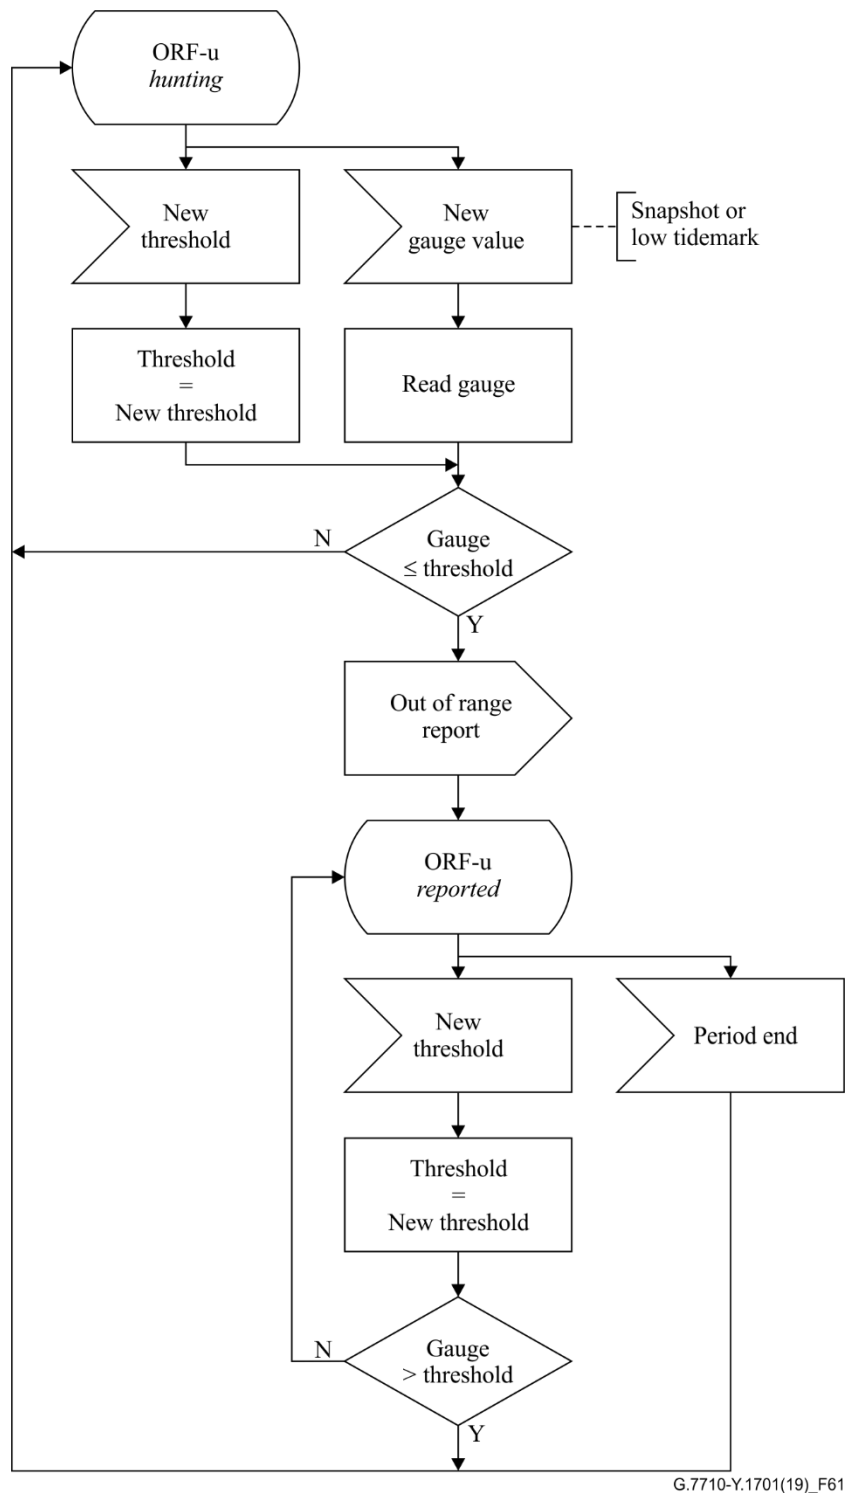 ORF-u
hunting
New
threshold
New
gauge value
Snapshot or
low tidemark
Threshold
=
New threshold
Read gauge
N
Gauge
≤ threshold
Y
Out of range
report
ORF-u
reported
New
threshold
Period end
Threshold
=
New threshold
N
Gauge
> threshold
Y
G.7710-Y.1701(19)_F61